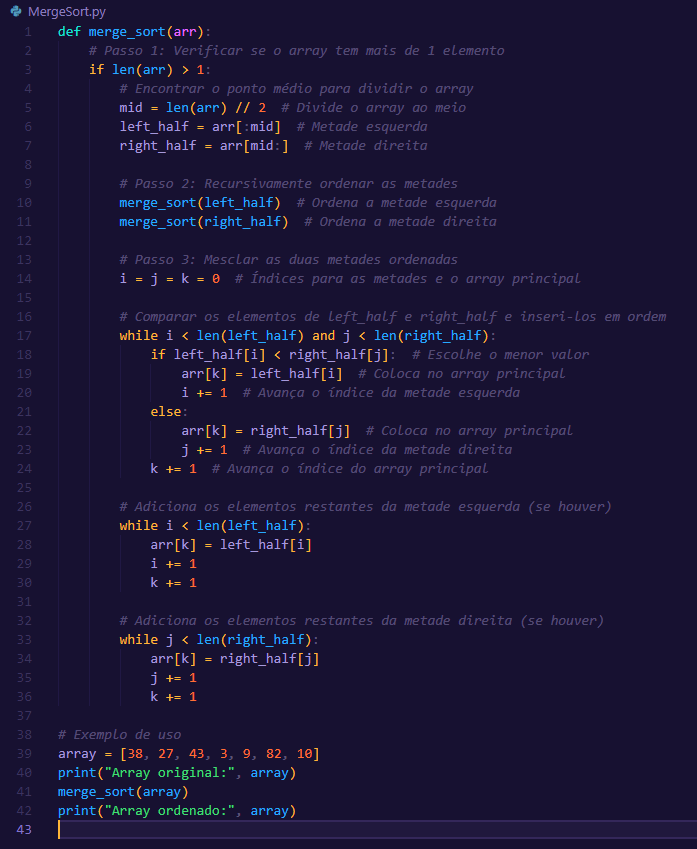 MergeSort.py
1 def merge_sort(arr):
2     # Passo 1: Verificar se o array tem mais de 1 elemento
3     if len(arr) > 1:
4         # Encontrar o ponto médio para dividir o array
5         mid = len(arr) // 2  # Divide o array ao meio
6         left_half = arr[:mid]  # Metade esquerda
7         right_half = arr[mid:]  # Metade direita
8
9         # Passo 2: Recursivamente ordenar as metades
10         merge_sort(left_half)  # Ordena a metade esquerda
11         merge_sort(right_half)  # Ordena a metade direita
12
13         # Passo 3: Mesclar as duas metades ordenadas
14         i = j = k = 0  # Índices para as metades e o array principal
15
16         # Comparar os elementos de left_half e right_half e inseri-los em ordem
17         while i < len(left_half) and j < len(right_half):
18             if left_half[i] < right_half[j]:  # Escolhe o menor valor
19                 arr[k] = left_half[i]  # Coloca no array principal
20                 i += 1  # Avança o índice da metade esquerda
21             else:
22                 arr[k] = right_half[j]  # Coloca no array principal
23                 j += 1  # Avança o índice da metade direita
24             k += 1  # Avança o índice do array principal
25
26         # Adiciona os elementos restantes da metade esquerda (se houver)
27         while i < len(left_half):
28             arr[k] = left_half[i]
29             i += 1
30             k += 1
31
32         # Adiciona os elementos restantes da metade direita (se houver)
33         while j < len(right_half):
34             arr[k] = right_half[j]
35             j += 1
36             k += 1
37
38 # Exemplo de uso
39 array = [38, 27, 43, 3, 9, 82, 10]
40 print("Array original:", array)
41 merge_sort(array)
42 print("Array ordenado:", array)
43